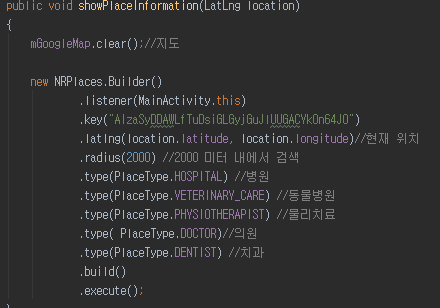 public void showPlaceInformation(LatLng location)
{
mGoogleMap.clear();//지도
new NRPlaces.Builder()
.listener(MainActivity.this)
.key("AIzaSyDDAWLfTuDsiGLGyjGuJlUUGACYkOn64J0")
.latlng(location.latitude, location.longitude)//현재 위치
.radius(2000) //2000 미터 내에서 검색
.type(PlaceType.HOSPITAL) //병원
.type(PlaceType.VETERINARY_CARE) //동물병원
.type(PlaceType.PHYSIOTHERAPIST) //물리치료
.type( PlaceType.DOCTOR)//의원
.type(PlaceType.DENTIST) //치과
.build()
.execute();